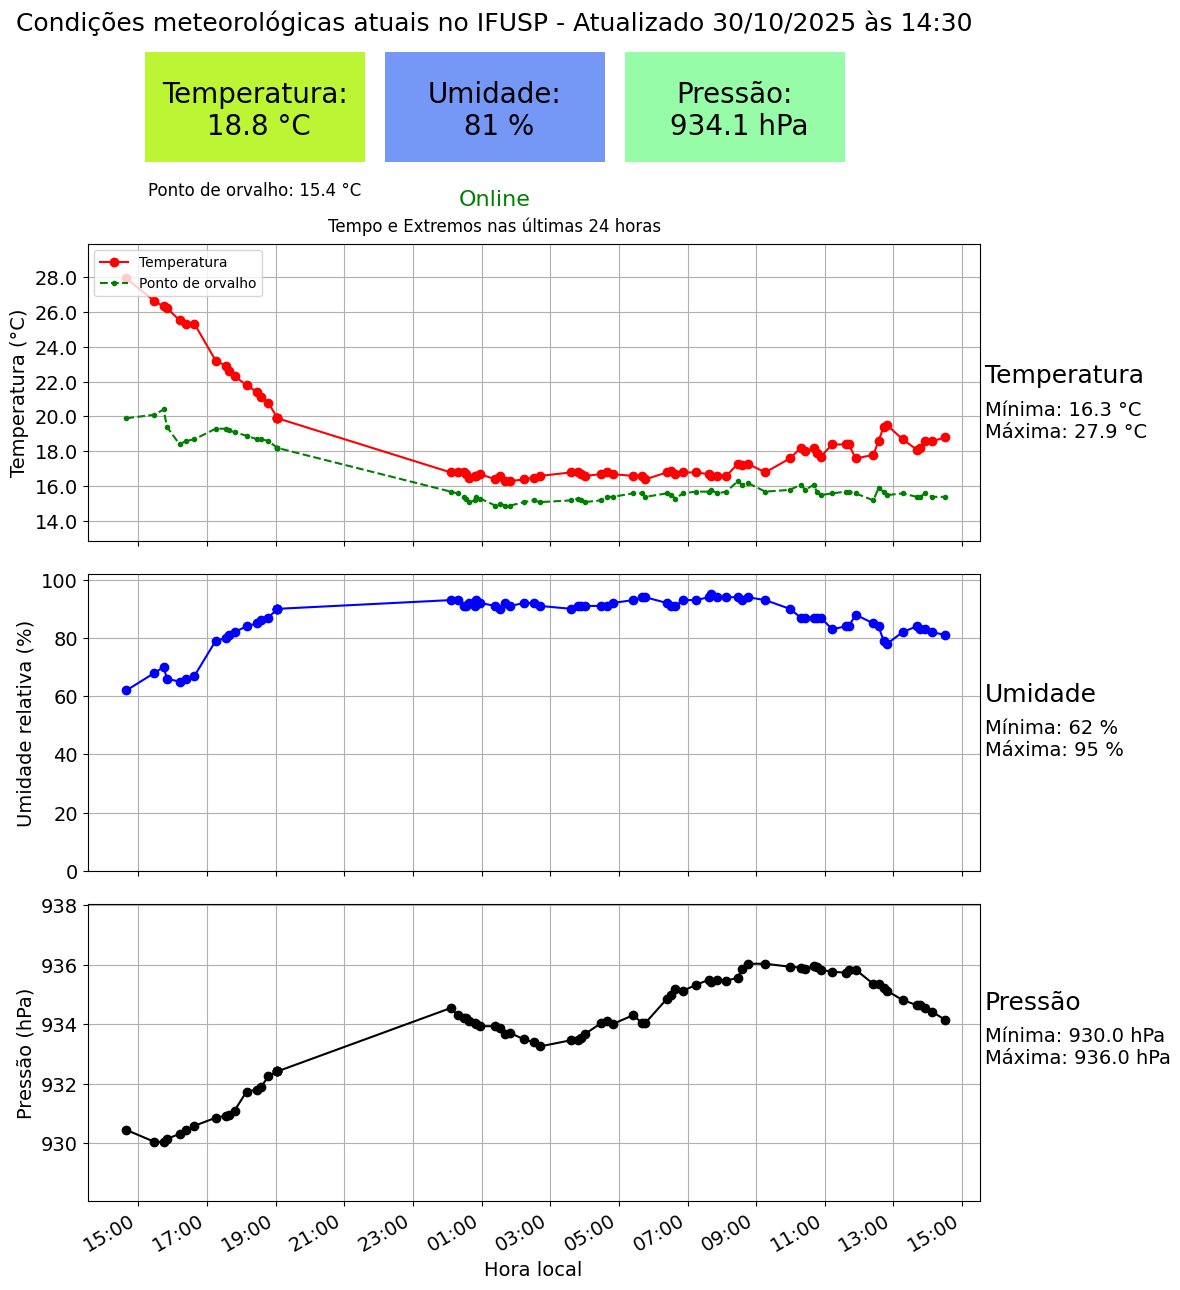 Condições meteorológicas atuais no IFUSP - Atualizado 30/10/2025 às 14:30
Temperatura:
18.8 °C
Umidade:
81 %
Pressão:
934.1 hPa
Ponto de orvalho: 15.4 °C
Online
Tempo e Extremos nas últimas 24 horas
Temperatura
Ponto de orvalho
Temperatura (°C)
28.0
26.0
24.0
22.0
20.0
18.0
16.0
14.0
Temperatura
Mínima: 16.3 °C
Máxima: 27.9 °C
Umidade relativa (%)
100
80
60
40
20
0
Umidade
Mínima: 62 %
Máxima: 95 %
Pressão (hPa)
938
936
934
932
930
Pressão
Mínima: 930.0 hPa
Máxima: 936.0 hPa
15:00 17:00 19:00 21:00 23:00 01:00 03:00 05:00 07:00 09:00 11:00 13:00 15:00
Hora local